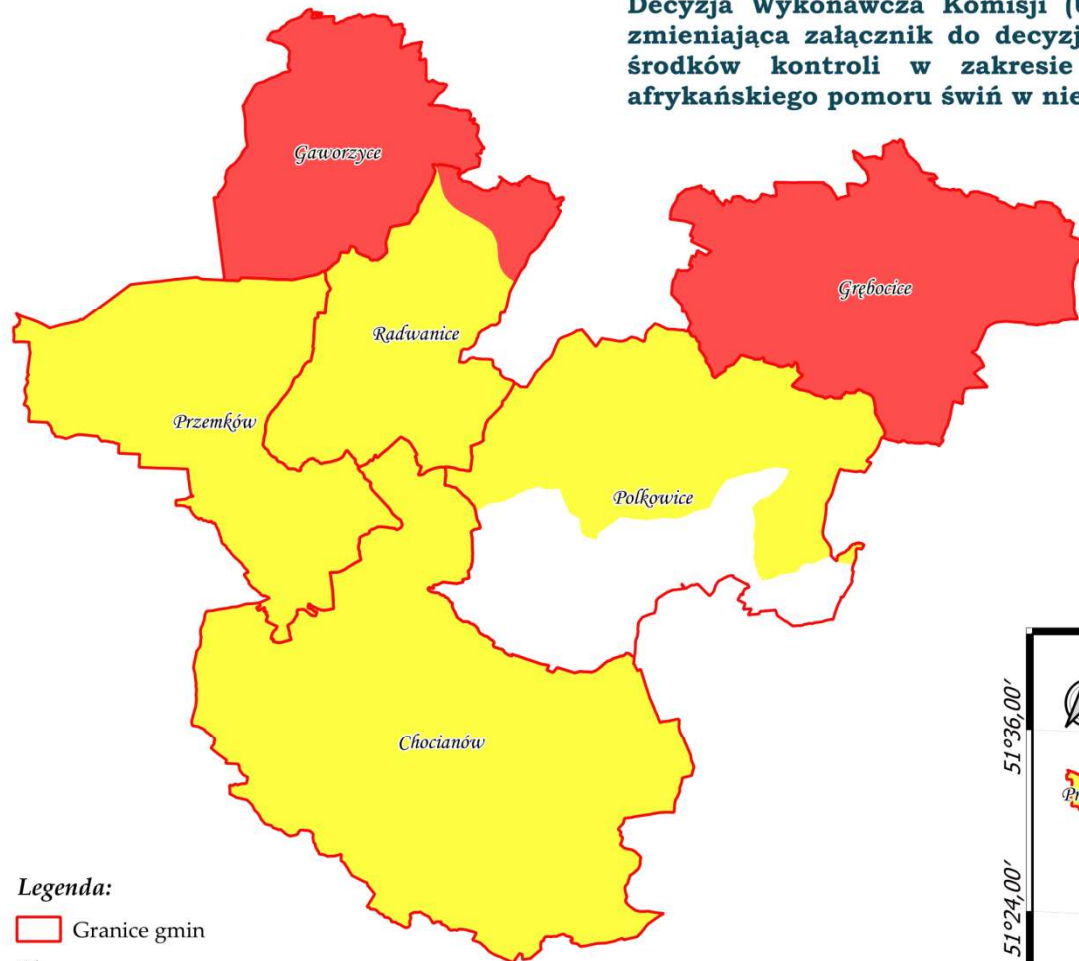 Decyzja Wykonawcza Komisji (
zmieniająca załącznik do decyzj
środków kontroli w zakresie
afrykańskiego pomoru świń w nie
Gaworzyce
Grębocice
Radwanice
Przemków
Polkowice
Chocianów
51°36,00'
Pr
51°24,00'
Legenda:
Granice gmin